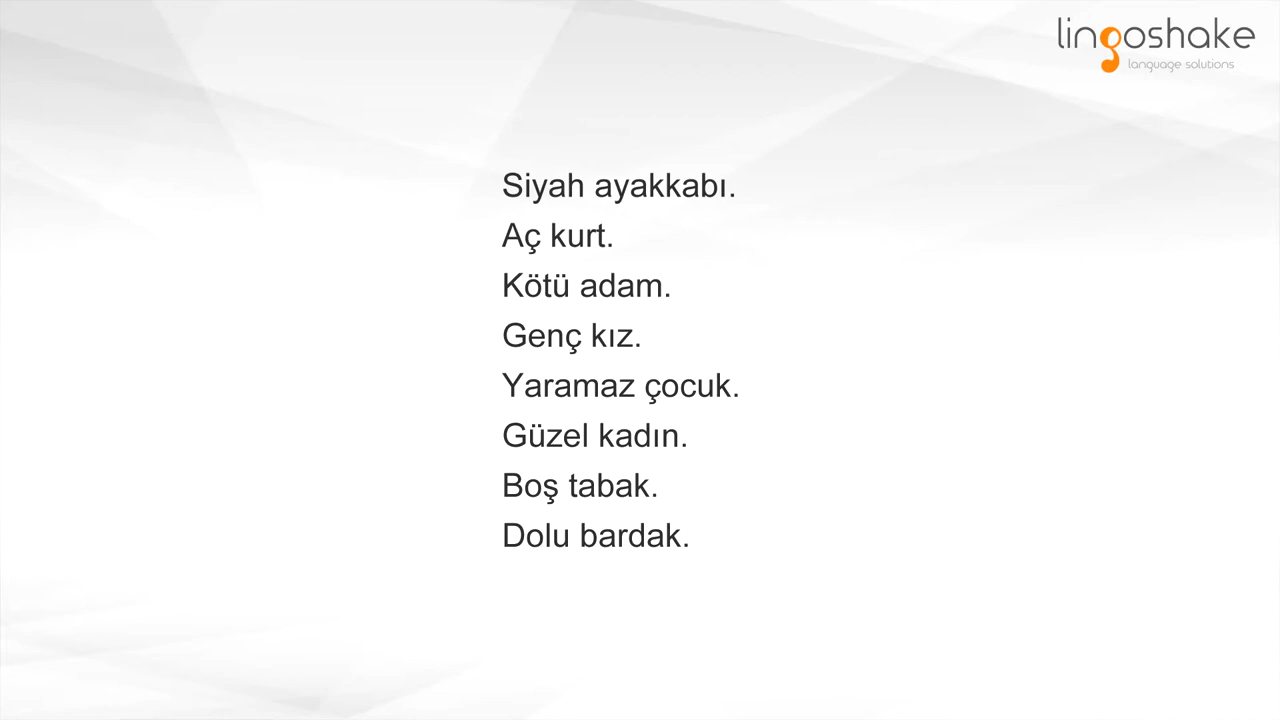 lingoshake
language solutions
Siyah ayakkabı.
Aç kurt.
Kötü adam.
Genç kız.
Yaramaz çocuk.
Güzel kadın.
Boş tabak.
Dolu bardak.